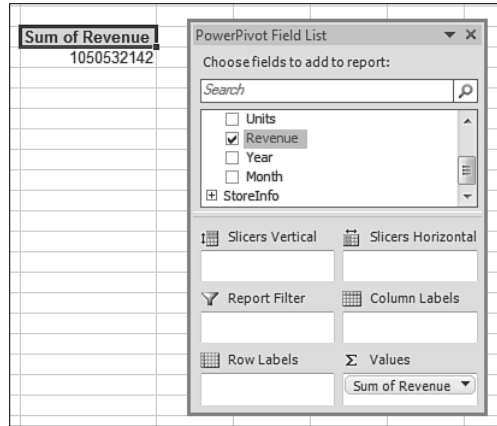 Sum of Revenue
1050532142
PowerPivot Field List
Choose fields to add to report:
Search
Units
Revenue
Year
Month
StoreInfo
Slicers Vertical
Slicers Horizontal
Report Filter
Column Labels
Row Labels
Σ Values
Sum of Revenue